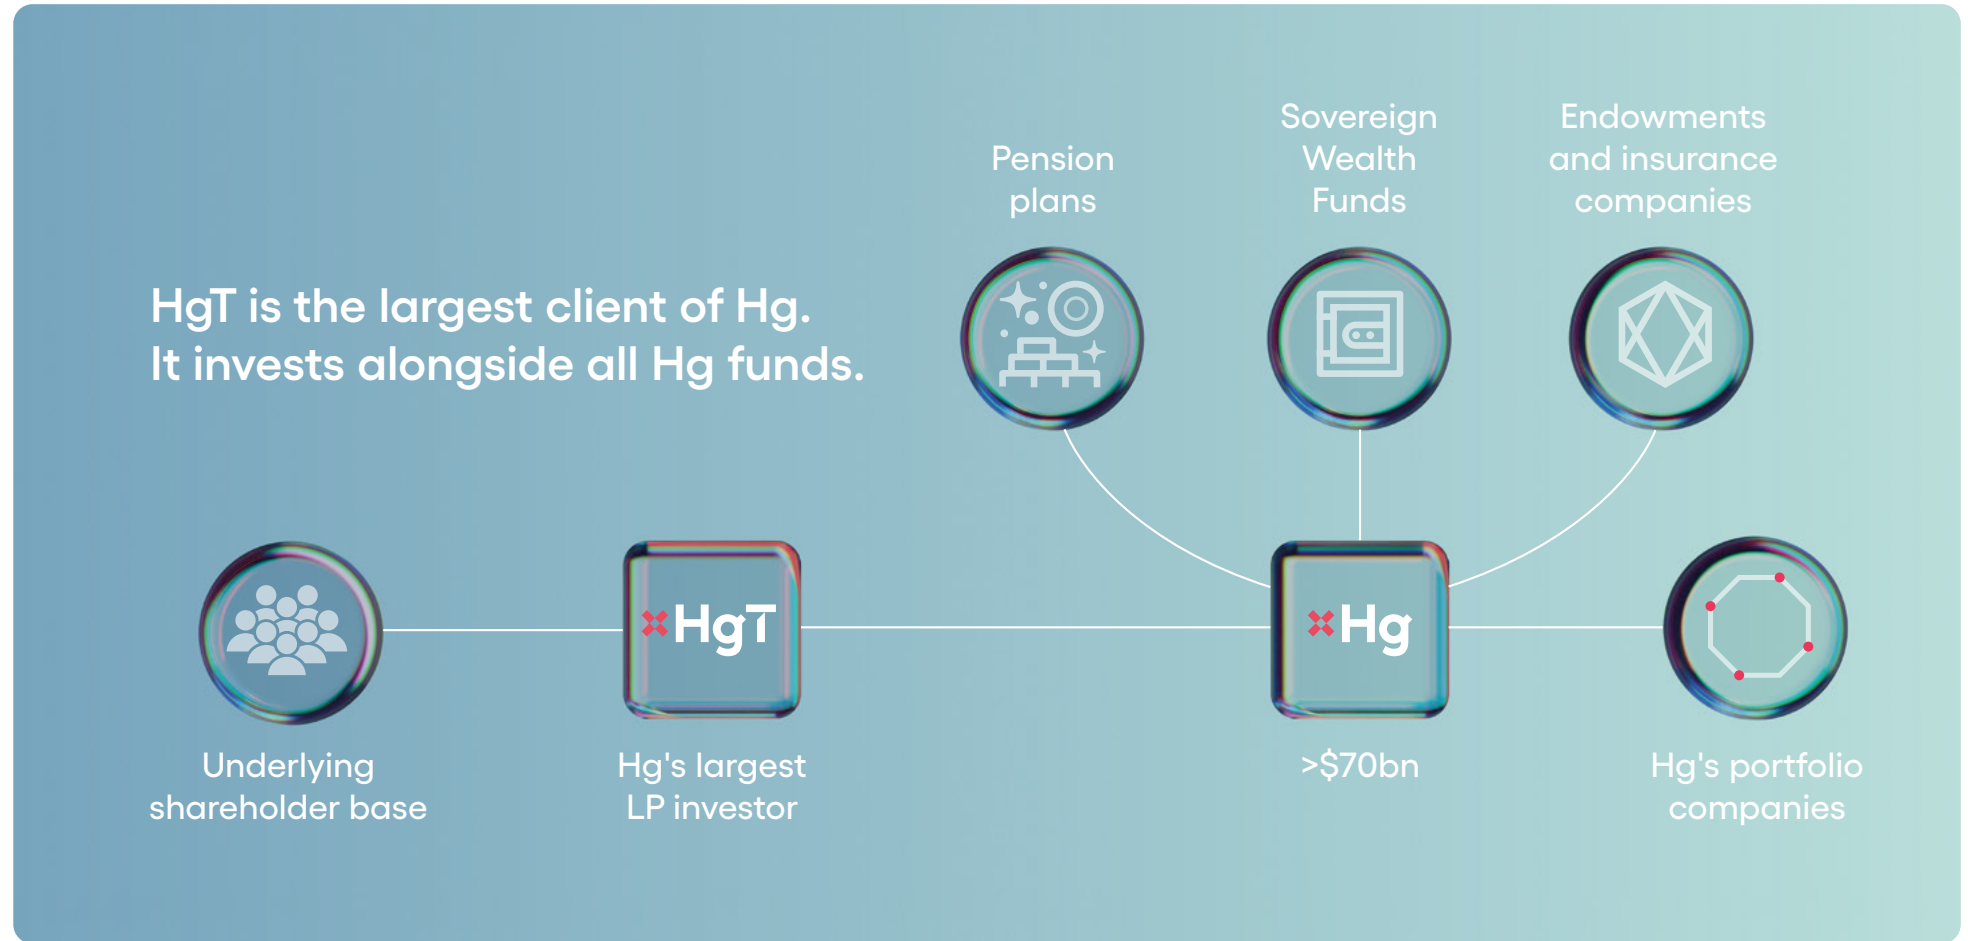 Sovereign
Wealth
Funds
Endowments
and insurance
companies
Pension
plans
HgT is the largest client of Hg.
It invests alongside all Hg funds.
HgT
Hg
Underlying
shareholder base
Hg's largest
LP investor
>$70bn
Hg's portfolio
companies